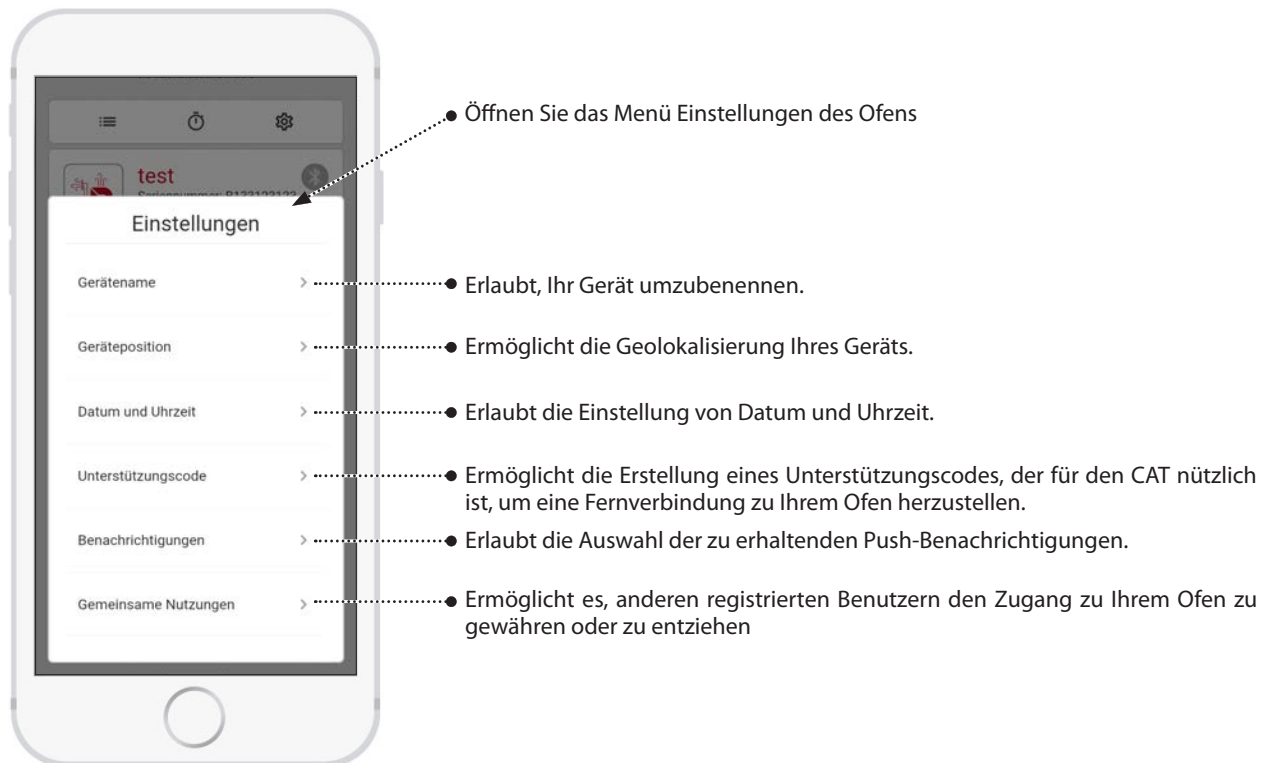 Öffnen Sie das Menü Einstellungen des Ofens
test
Einstellungen
Gerätename
Erlaubt, Ihr Gerät umzubenennen.
Geräteposition
Ermöglicht die Geolokalisierung Ihres Geräts.
Datum und Uhrzeit
Erlaubt die Einstellung von Datum und Uhrzeit.
Unterstützungscode
Ermöglicht die Erstellung eines Unterstützungscodes, der für den CAT nützlich
ist, um eine Fernverbindung zu Ihrem Ofen herzustellen.
Benachrichtigungen
Erlaubt die Auswahl der zu erhaltenden Push-Benachrichtigungen.
Gemeinsame Nutzungen
Ermöglicht es, anderen registrierten Benutzern den Zugang zu Ihrem Ofen zu
gewähren oder zu entziehen